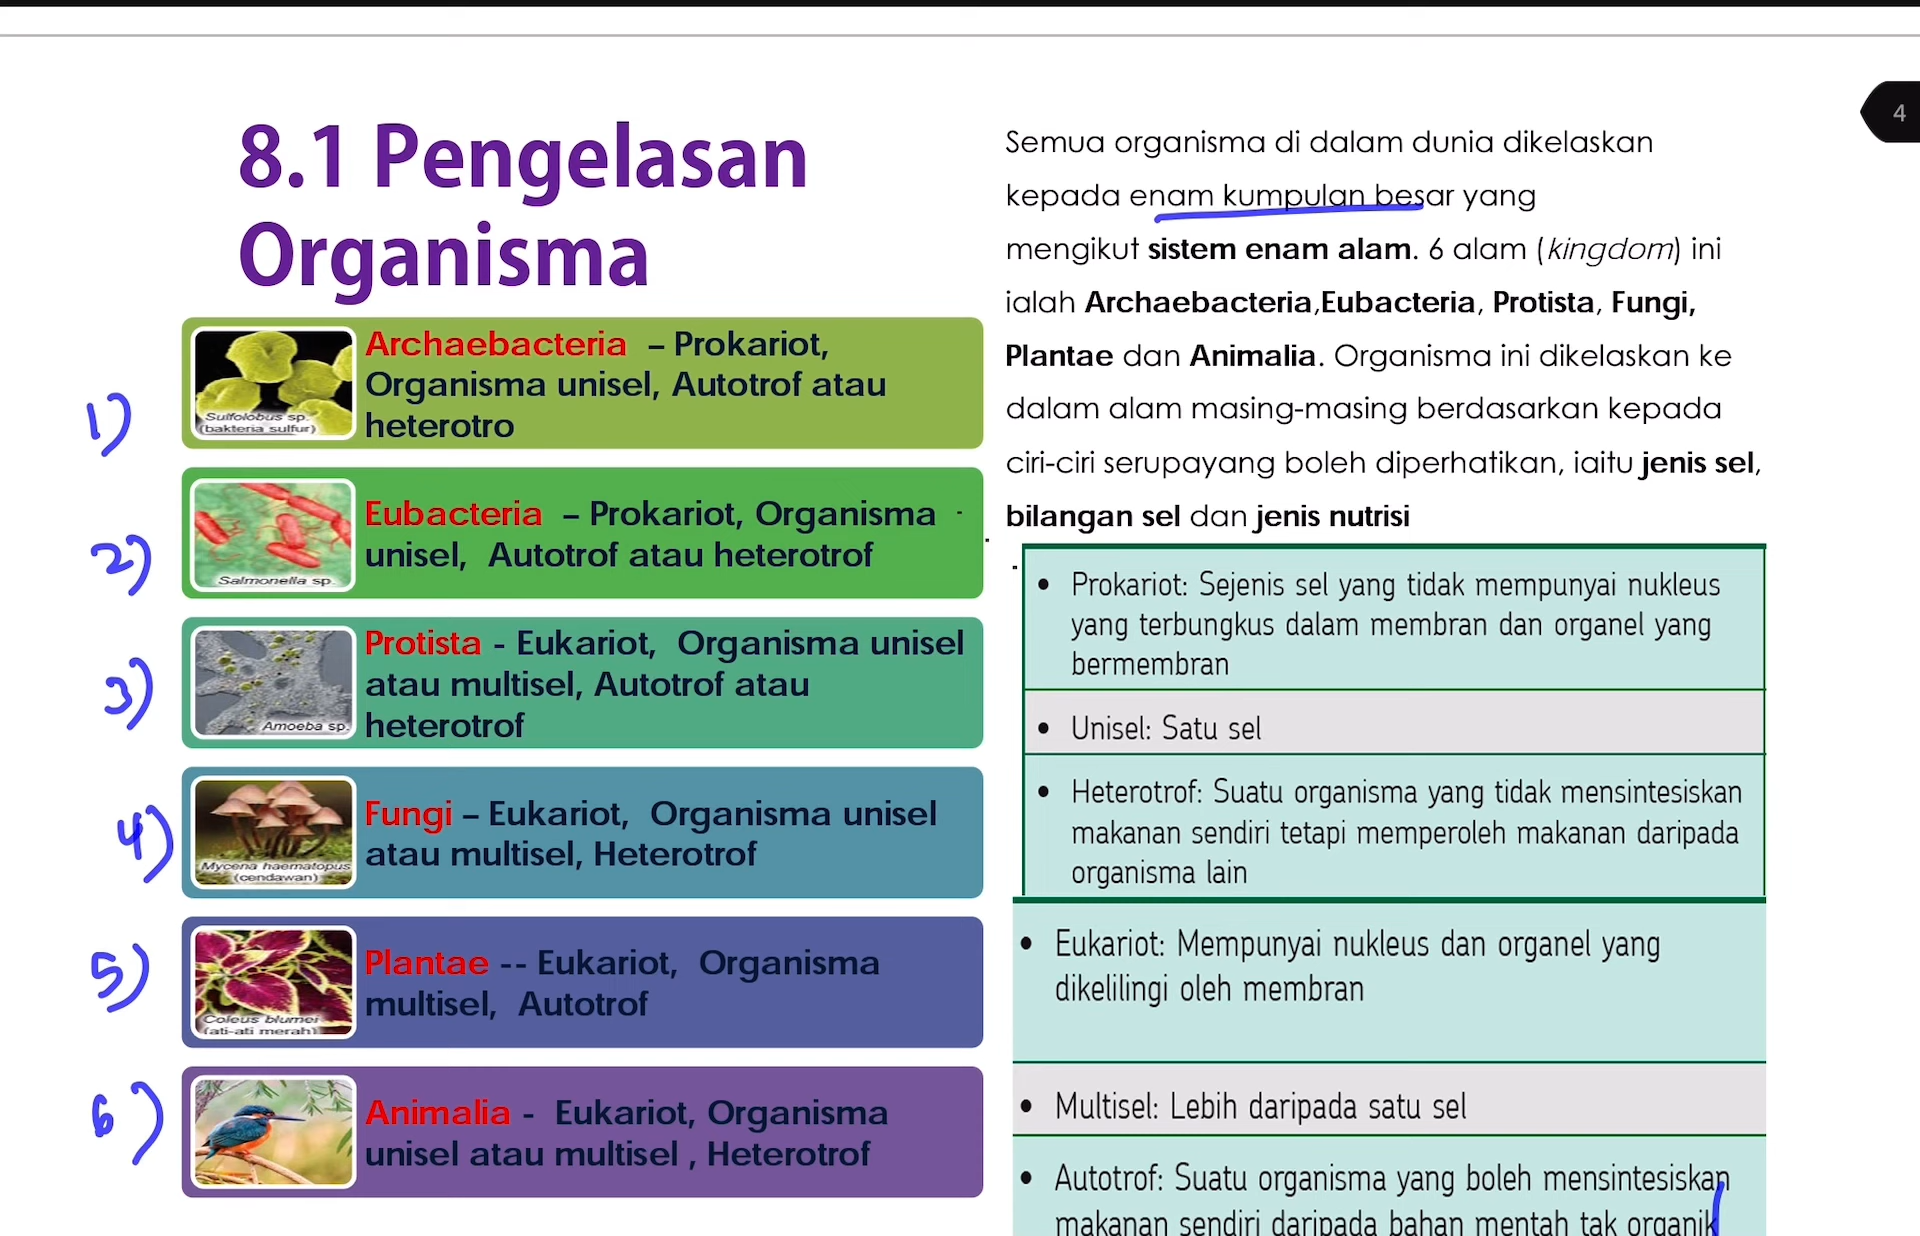 4
8.1 Pengelasan
Organisma
1)
Archaebacteria – Prokariot,
Organisma unisel, Autotrof atau
heterotro
Sulfolobus sp.
(bakteria sulfur)
2)
Eubacteria – Prokariot, Organisma
unisel, Autotrof atau heterotrof
Salmonella sp.
3)
Protista - Eukariot, Organisma unisel
atau multisel, Autotrof atau
heterotrof
Amoeba sp.
4)
Fungi – Eukariot, Organisma unisel
atau multisel, Heterotrof
Mycena haematopus
(cendawan)
5)
Plantae -- Eukariot, Organisma
multisel, Autotrof
Coleus blumei
(ati-ati merah)
6)
Animalia - Eukariot, Organisma
unisel atau multisel , Heterotrof
Semua organisma di dalam dunia dikelaskan
kepada enam kumpulan besar yang
mengikut sistem enam alam. 6 alam (kingdom) ini
ialah Archaebacteria,Eubacteria, Protista, Fungi,
Plantae dan Animalia. Organisma ini dikelaskan ke
dalam alam masing-masing berdasarkan kepada
ciri-ciri serupayang boleh diperhatikan, iaitu jenis sel,
bilangan sel dan jenis nutrisi
• Prokariot: Sejenis sel yang tidak mempunyai nukleus
yang terbungkus dalam membran dan organel yang
bermembran
• Unisel: Satu sel
• Heterotrof: Suatu organisma yang tidak mensintesiskan
makanan sendiri tetapi memperoleh makanan daripada
organisma lain
• Eukariot: Mempunyai nukleus dan organel yang
dikelilingi oleh membran
• Multisel: Lebih daripada satu sel
• Autotrof: Suatu organisma yang boleh mensintesiskan
makanan sendiri daripada bahan mentah tak organik